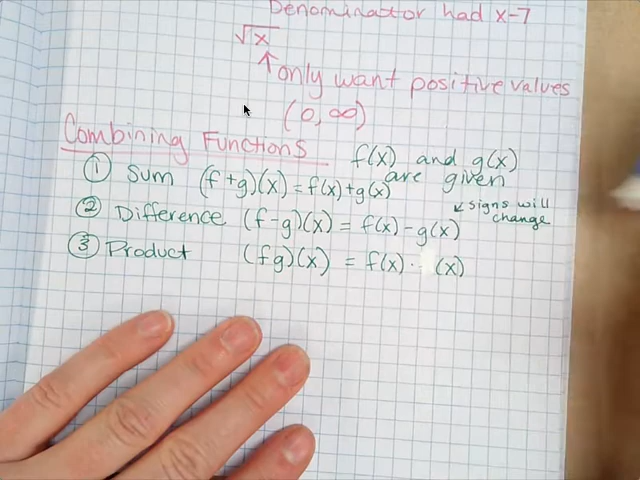 Denominator had x-7
√x
↑ only want positive values
(0, ∞)
Combining Functions
f(x) and g(x)
are given
① Sum (f+g)(x) = f(x)+g(x)
② Difference (f-g)(x) = f(x)-g(x)
↙ signs will
change
③ Product (fg)(x) = f(x)· (x)